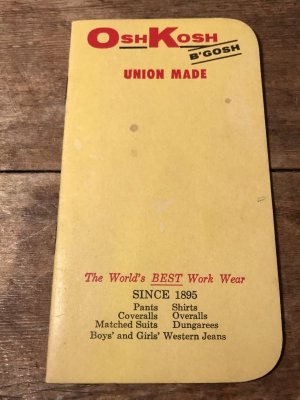 OSHKOSH
B'GOSH
UNION MADE
The World's BEST Work Wear
SINCE 1895
Pants Shirts
Coveralls Overalls
Matched Suits Dungarees
Boys' and Girls' Western Jeans